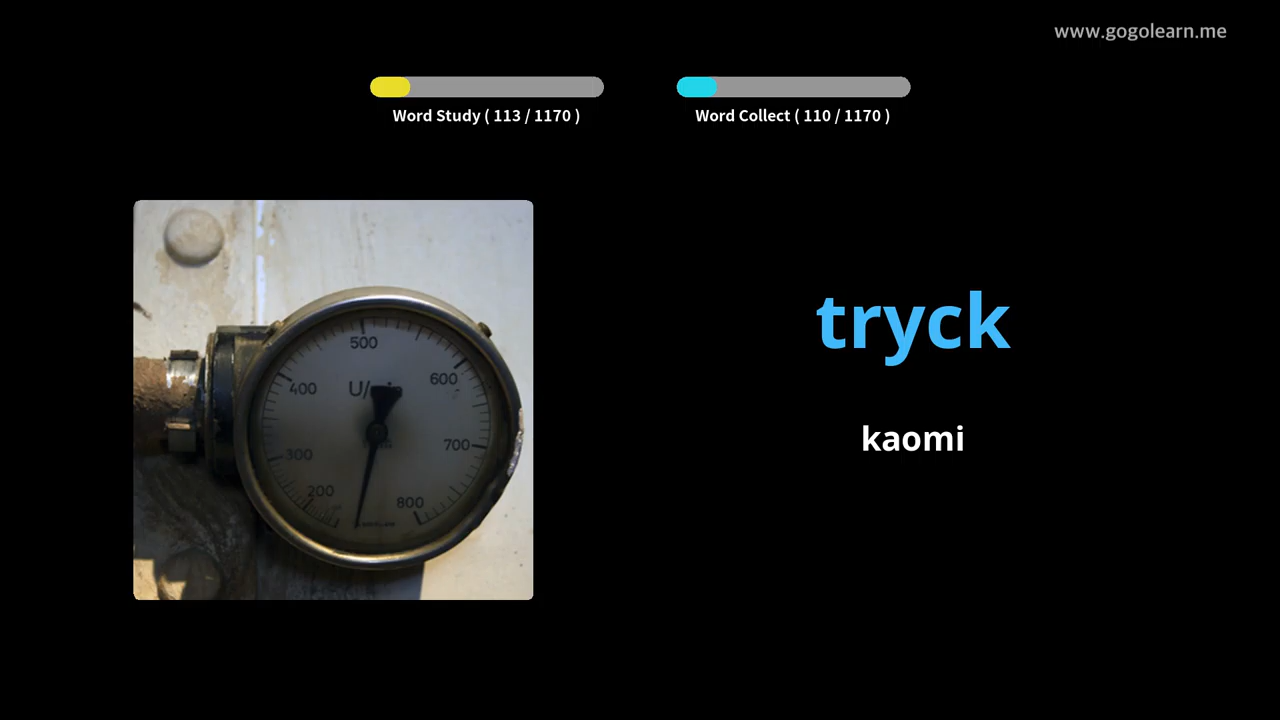 www.gogolearn.me
Word Study ( 113 / 1170 )
Word Collect ( 110 / 1170 )
500
400
600
300
700
200
800
tryck
kaomi